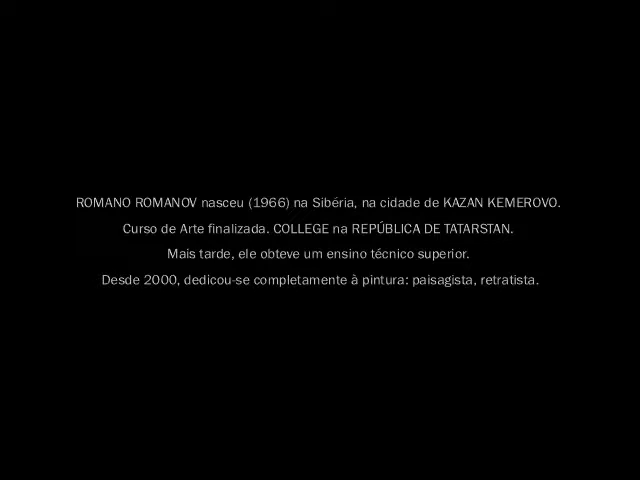 ROMANO ROMANOV nasceu (1966) na Sibéria, na cidade de KAZAN KEMEROVO.
Curso de Arte finalizada. COLLEGE na REPÚBLICA DE TATARSTAN.
Mais tarde, ele obteve um ensino técnico superior.
Desde 2000, dedicou-se completamente à pintura: paisagista, retratista.